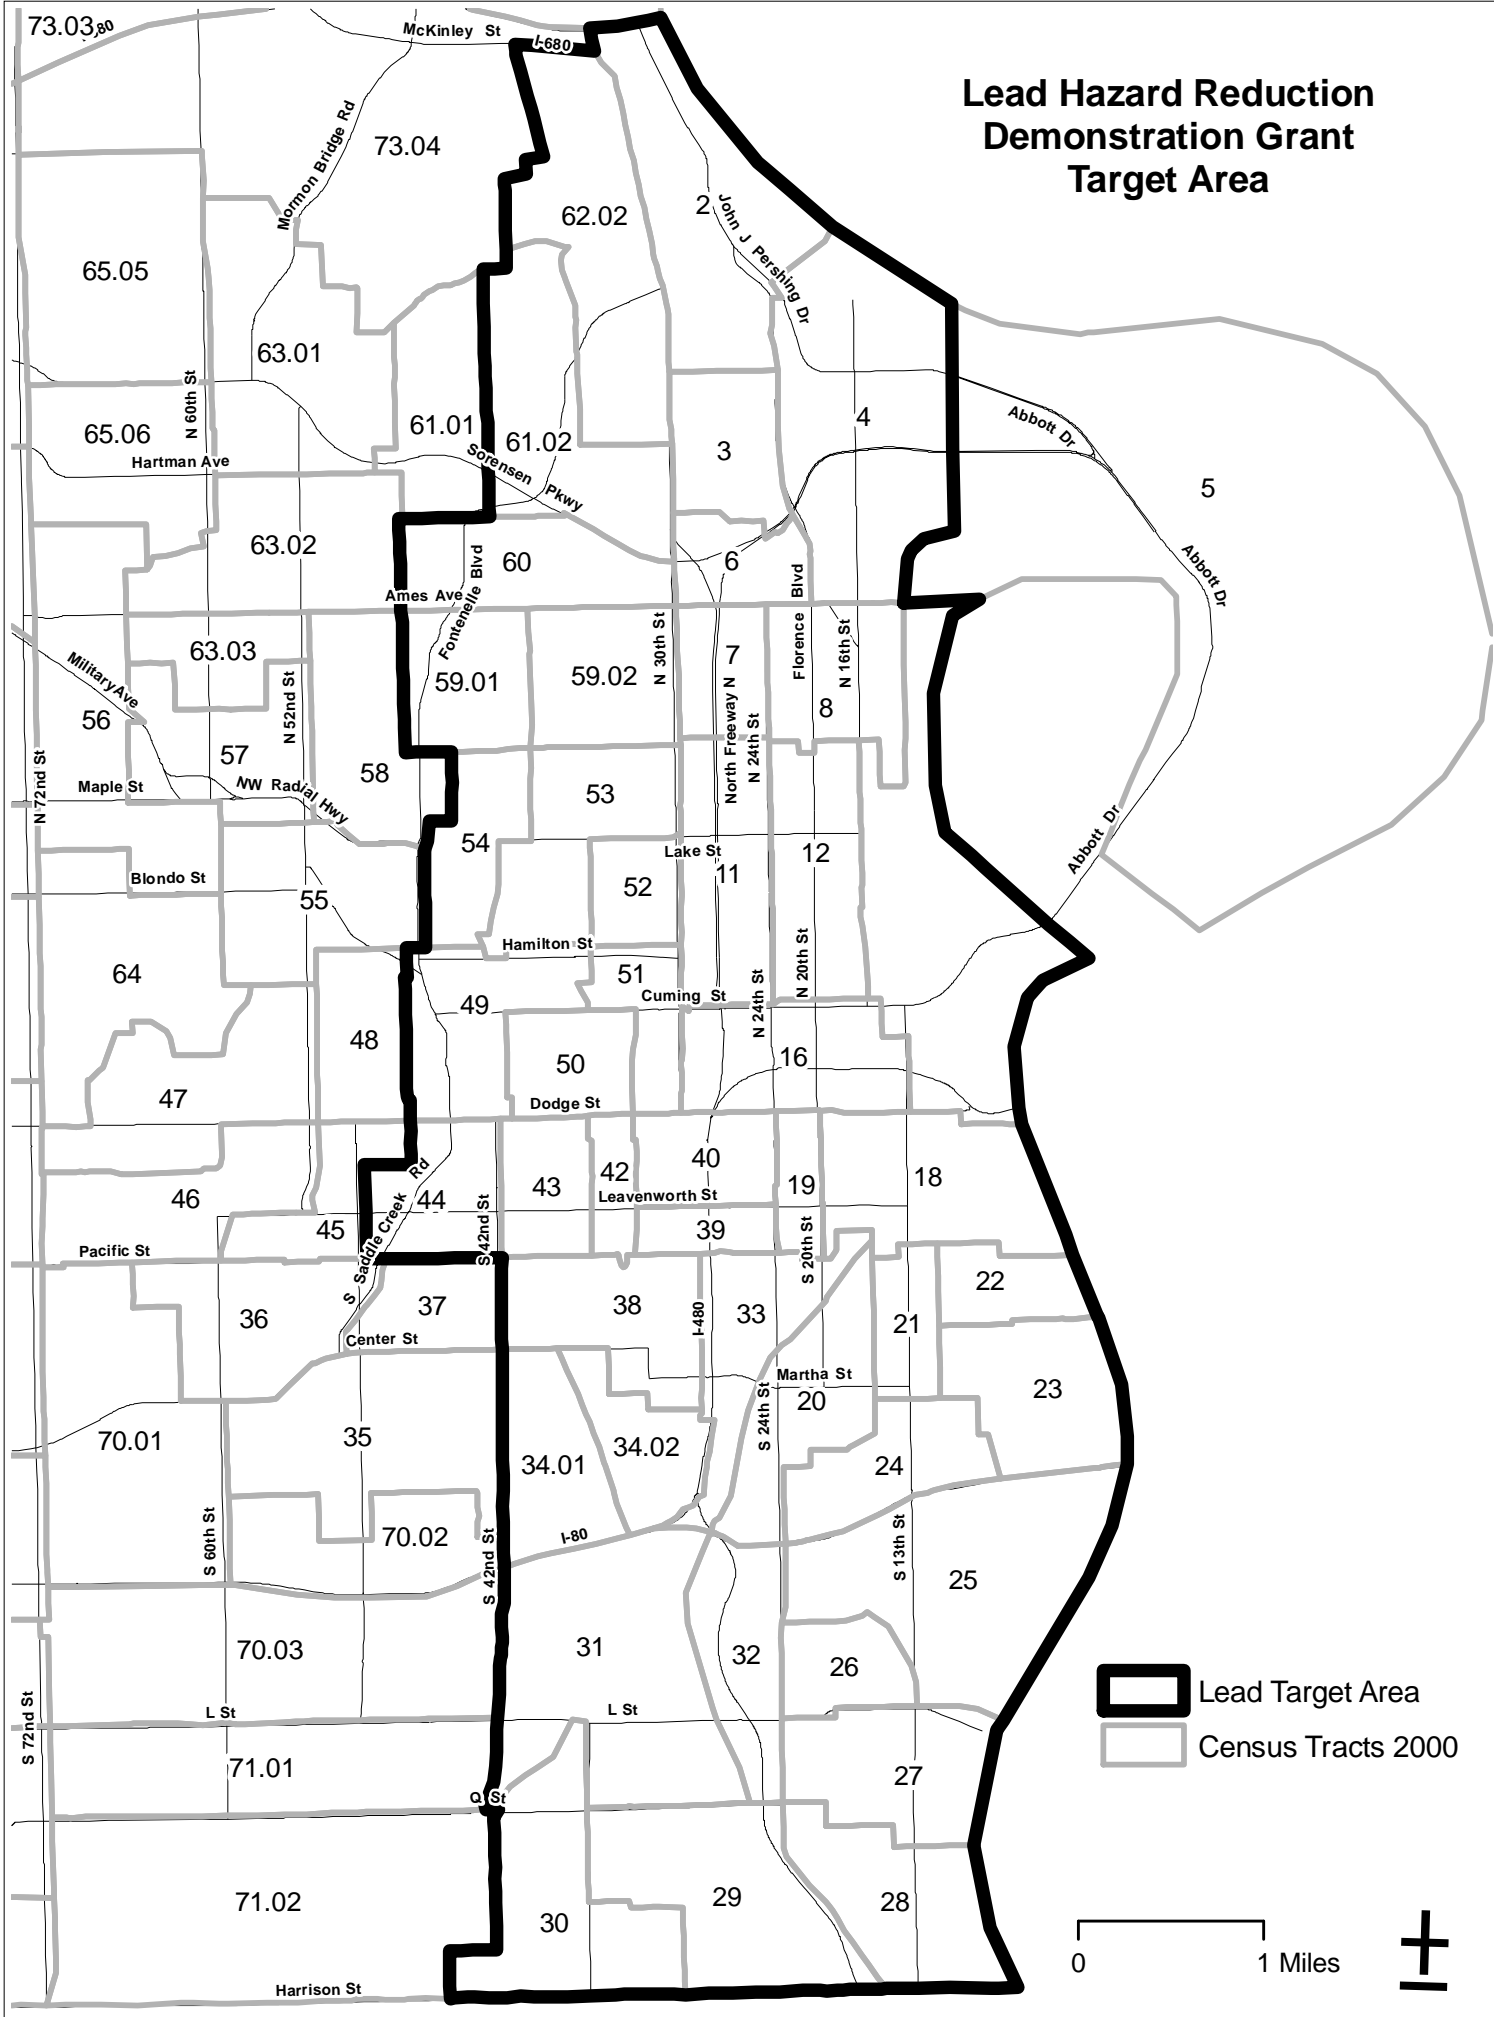 73.03
I-680
McKinley St
I-680
Lead Hazard Reduction
Demonstration Grant
Target Area
Mormon Bridge Rd
73.04
2
62.02
John J Pershing Dr
65.05
63.01
N 60th St
61.01
61.02
4
Abbott Dr
65.06
Hartman Ave
Sorensen Pkwy
3
5
63.02
60
6
Abbott Dr
Ames Ave
Fontenelle Blvd
Florence Blvd
63.03
N 30th St
7
N 16th St
Military Ave
59.01
59.02
56
N 52nd St
North Freeway N
8
57
N 24th St
58
N 72nd St
Maple St
NW Radial Hwy
53
54
Lake St
12
Abbott Dr
Blondo St
52
11
55
Hamilton St
64
51
N 20th St
49
Cuming St
N 24th St
48
50
16
47
Dodge St
40
42
43
18
46
44
Leavenworth St
19
45
S Saddle Creek Rd
S 42nd St
39
Pacific St
S 20th St
22
36
37
38
I-480
33
21
Center St
Martha St
23
20
70.01
35
34.01
34.02
S 24th St
24
70.02
I-80
S 60th St
S 42nd St
S 13th St
25
70.03
31
32
26
Lead Target Area
L St
L St
S 72nd St
71.01
Census Tracts 2000
27
Q St
71.02
30
29
28
0
1 Miles
Harrison St